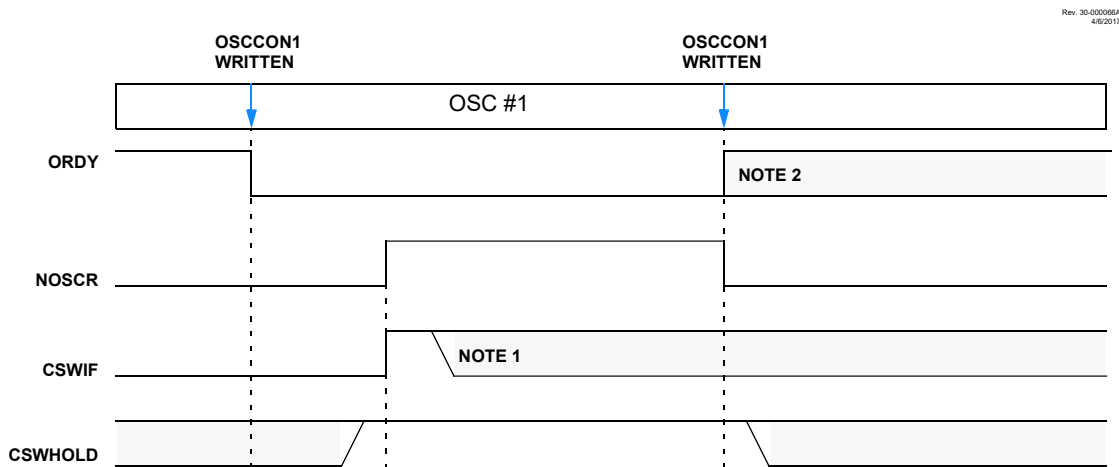 Rev. 30-000066A
4/6/2017
OSCCON1
WRITTEN
OSCCON1
WRITTEN
OSC #1
ORDY
NOTE 2
NOSCR
NOTE 1
CSWIF
CSWHOLD